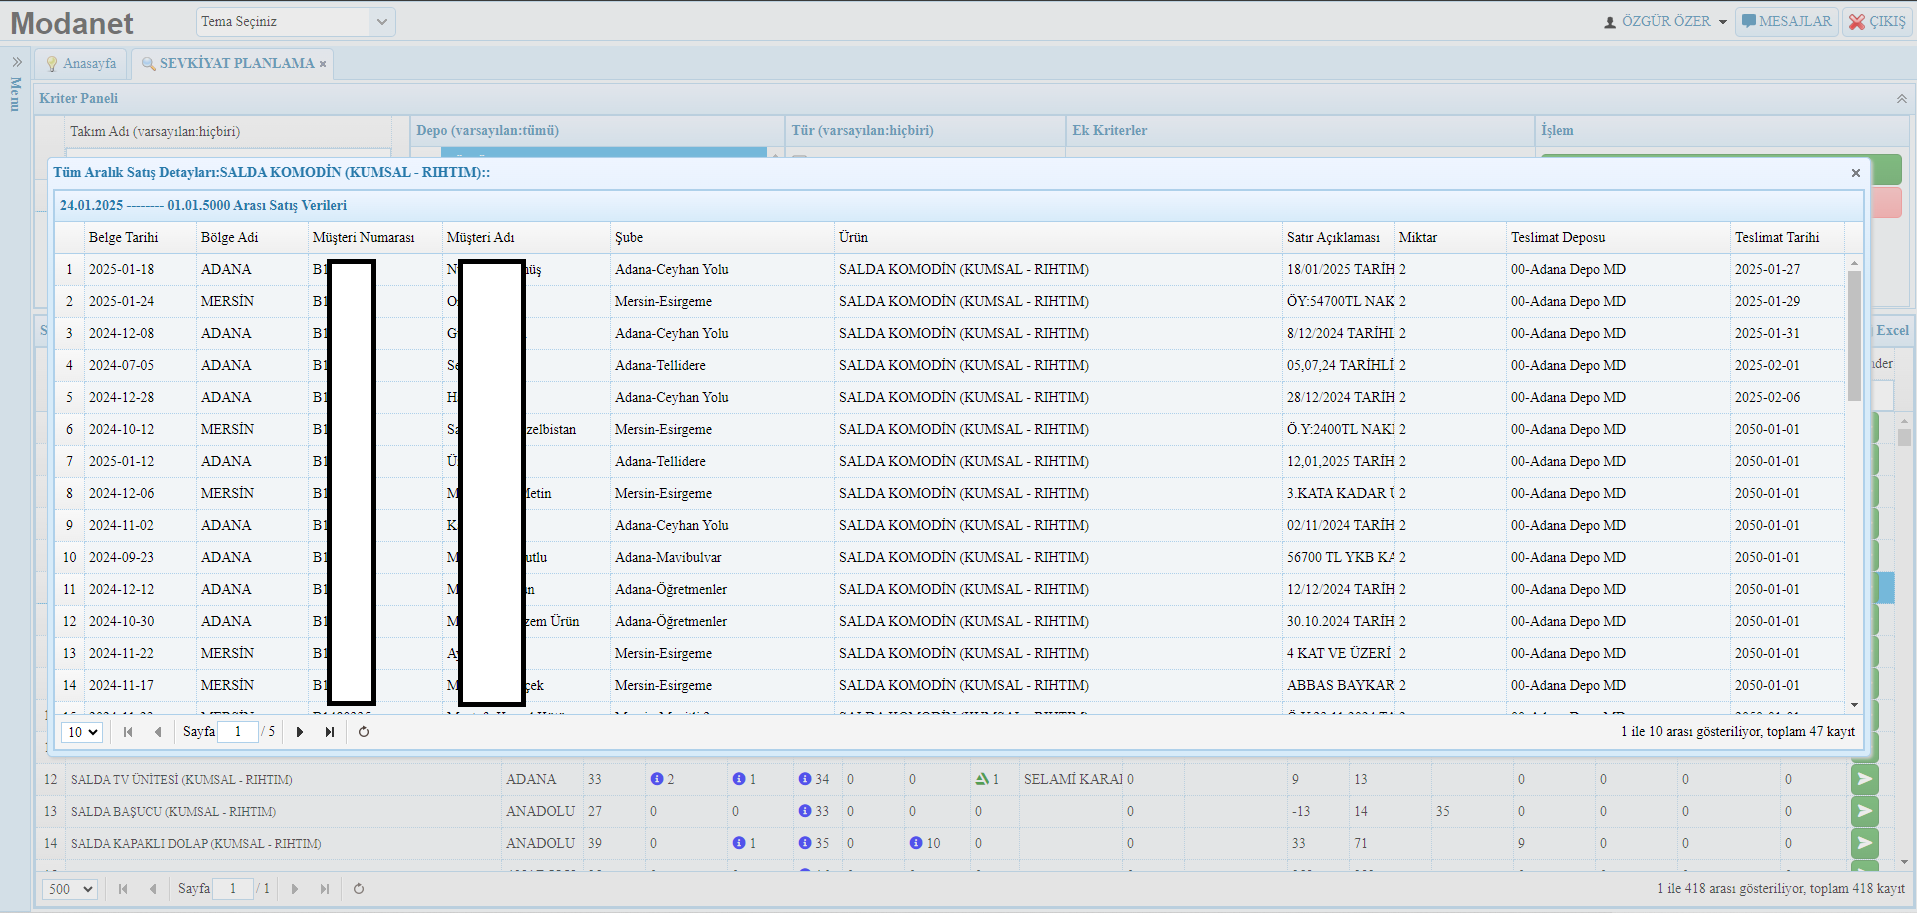 Modanet
Tema Seçiniz
ÖZGÜR ÖZER
MESAJLAR
ÇIKIŞ
Menu
Anasayfa
SEVKİYAT PLANLAMA
Kriter Paneli
Takım Adı (varsayılan:hiçbiri)
Depo (varsayılan:tümü)
Tür (varsayılan:hiçbiri)
Ek Kriterler
İşlem
Tüm Aralık Satış Detayları:SALDA KOMODİN (KUMSAL - RIHTIM)::
24.01.2025 -------- 01.01.5000 Arası Satış Verileri
Belge Tarihi Bölge Adi Müşteri Numarası Müşteri Adı Şube Ürün Satır Açıklaması Miktar Teslimat Deposu Teslimat Tarihi
1 2025-01-18 ADANA B1 Adana-Ceyhan Yolu SALDA KOMODİN (KUMSAL - RIHTIM) 18/01/2025 TARİH 2 00-Adana Depo MD 2025-01-27
2 2025-01-24 MERSİN B1 Mersin-Esirgeme SALDA KOMODİN (KUMSAL - RIHTIM) ÖY:54700TL NAK 2 00-Adana Depo MD 2025-01-29
3 2024-12-08 ADANA B1 Adana-Ceyhan Yolu SALDA KOMODİN (KUMSAL - RIHTIM) 8/12/2024 TARİHL 2 00-Adana Depo MD 2025-01-31
4 2024-07-05 ADANA B1 Adana-Tellidere SALDA KOMODİN (KUMSAL - RIHTIM) 05,07,24 TARİHLİ 2 00-Adana Depo MD 2025-02-01
5 2024-12-28 ADANA B1 Adana-Ceyhan Yolu SALDA KOMODİN (KUMSAL - RIHTIM) 28/12/2024 TARİH 2 00-Adana Depo MD 2025-02-06
6 2024-10-12 MERSİN B1 zelbistan Mersin-Esirgeme SALDA KOMODİN (KUMSAL - RIHTIM) Ö.Y:2400TL NAKİ 2 00-Adana Depo MD 2050-01-01
7 2025-01-12 ADANA B1 Adana-Tellidere SALDA KOMODİN (KUMSAL - RIHTIM) 12,01,2025 TARİH 2 00-Adana Depo MD 2050-01-01
8 2024-12-06 MERSİN B1 Metin Mersin-Esirgeme SALDA KOMODİN (KUMSAL - RIHTIM) 3.KATA KADAR 2 00-Adana Depo MD 2050-01-01
9 2024-11-02 ADANA B1 Adana-Ceyhan Yolu SALDA KOMODİN (KUMSAL - RIHTIM) 02/11/2024 TARİH 2 00-Adana Depo MD 2050-01-01
10 2024-09-23 ADANA B1 utlu Adana-Mavibulvar SALDA KOMODİN (KUMSAL - RIHTIM) 56700 TL YKB KA 2 00-Adana Depo MD 2050-01-01
11 2024-12-12 ADANA B1 Adana-Öğretmenler SALDA KOMODİN (KUMSAL - RIHTIM) 12/12/2024 TARİH 2 00-Adana Depo MD 2050-01-01
12 2024-10-30 ADANA B1 zem Ürün Adana-Öğretmenler SALDA KOMODİN (KUMSAL - RIHTIM) 30.10.2024 TARİH 2 00-Adana Depo MD 2050-01-01
13 2024-11-22 MERSİN B1 Mersin-Esirgeme SALDA KOMODİN (KUMSAL - RIHTIM) 4 KAT VE ÜZERİ 2 00-Adana Depo MD 2050-01-01
14 2024-11-17 MERSİN B1 çek Mersin-Esirgeme SALDA KOMODİN (KUMSAL - RIHTIM) ABBAS BAYKAR 2 00-Adana Depo MD 2050-01-01
10 Sayfa 1 / 5 1 ile 10 arası gösteriliyor, toplam 47 kayıt
Excel
12 SALDA TV ÜNİTESİ (KUMSAL - RIHTIM) ADANA 33 2 1 34 0 0 1 SELAMİ KARAI 0 9 13 0 0 0 0
13 SALDA BAŞUCU (KUMSAL - RIHTIM) ANADOLU 27 0 0 33 0 0 0 0 -13 14 35 0 0 0 0
14 SALDA KAPAKLI DOLAP (KUMSAL - RIHTIM) ANADOLU 39 0 1 35 0 10 0 0 33 71 9 0 0 0
500 Sayfa 1 / 1 1 ile 418 arası gösteriliyor, toplam 418 kayıt